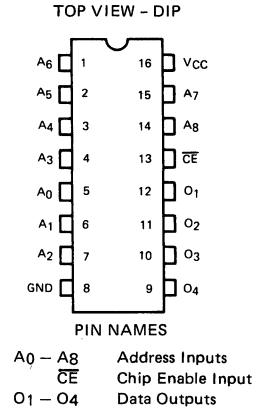 TOP VIEW – DIP
A6 1 16 VCC
A5 2 15 A7
A4 3 14 A8
A3 4 13 C̅E̅
A0 5 12 O1
A1 6 11 O2
A2 7 10 O3
GND 8 9 O4
PIN NAMES
A0 – A8 Address Inputs
C̅E̅ Chip Enable Input
O1 – O4 Data Outputs